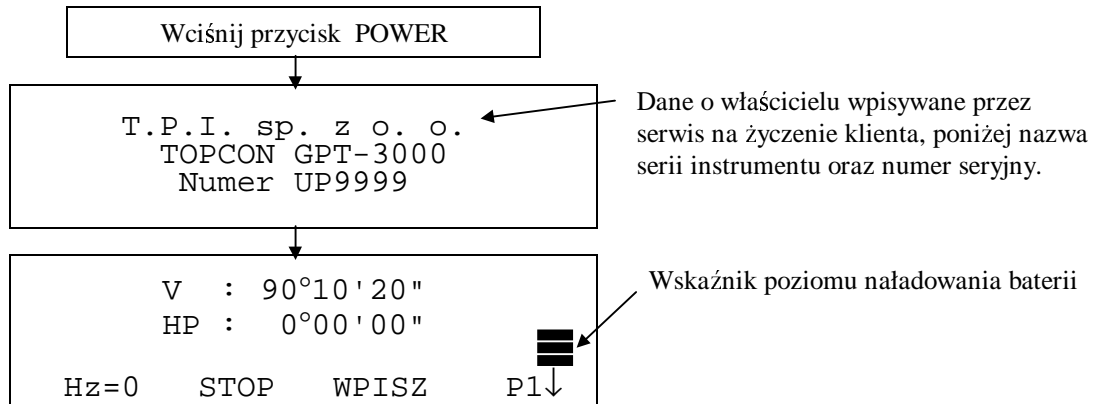 Wciśnij przycisk POWER
T.P.I. sp. z o. o.
TOPCON GPT-3000
Numer UP9999
Dane o właścicielu wpisywane przez
serwis na życzenie klienta, poniżej nazwa
serii instrumentu oraz numer seryjny.
V : 90°10'20"
HP : 0°00'00"
Hz=0 STOP WPISZ P1↓
Wskaźnik poziomu naładowania baterii